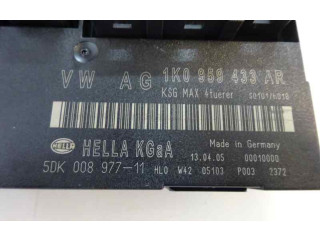 VW AG 1K0 959 433 AR
KSG MAX 4tuerer
HELLA
HELLA KGaA
Made in Germany
13.04.05 00010000
5DK 008 977-11 HL0 W42 05103 P003 2372